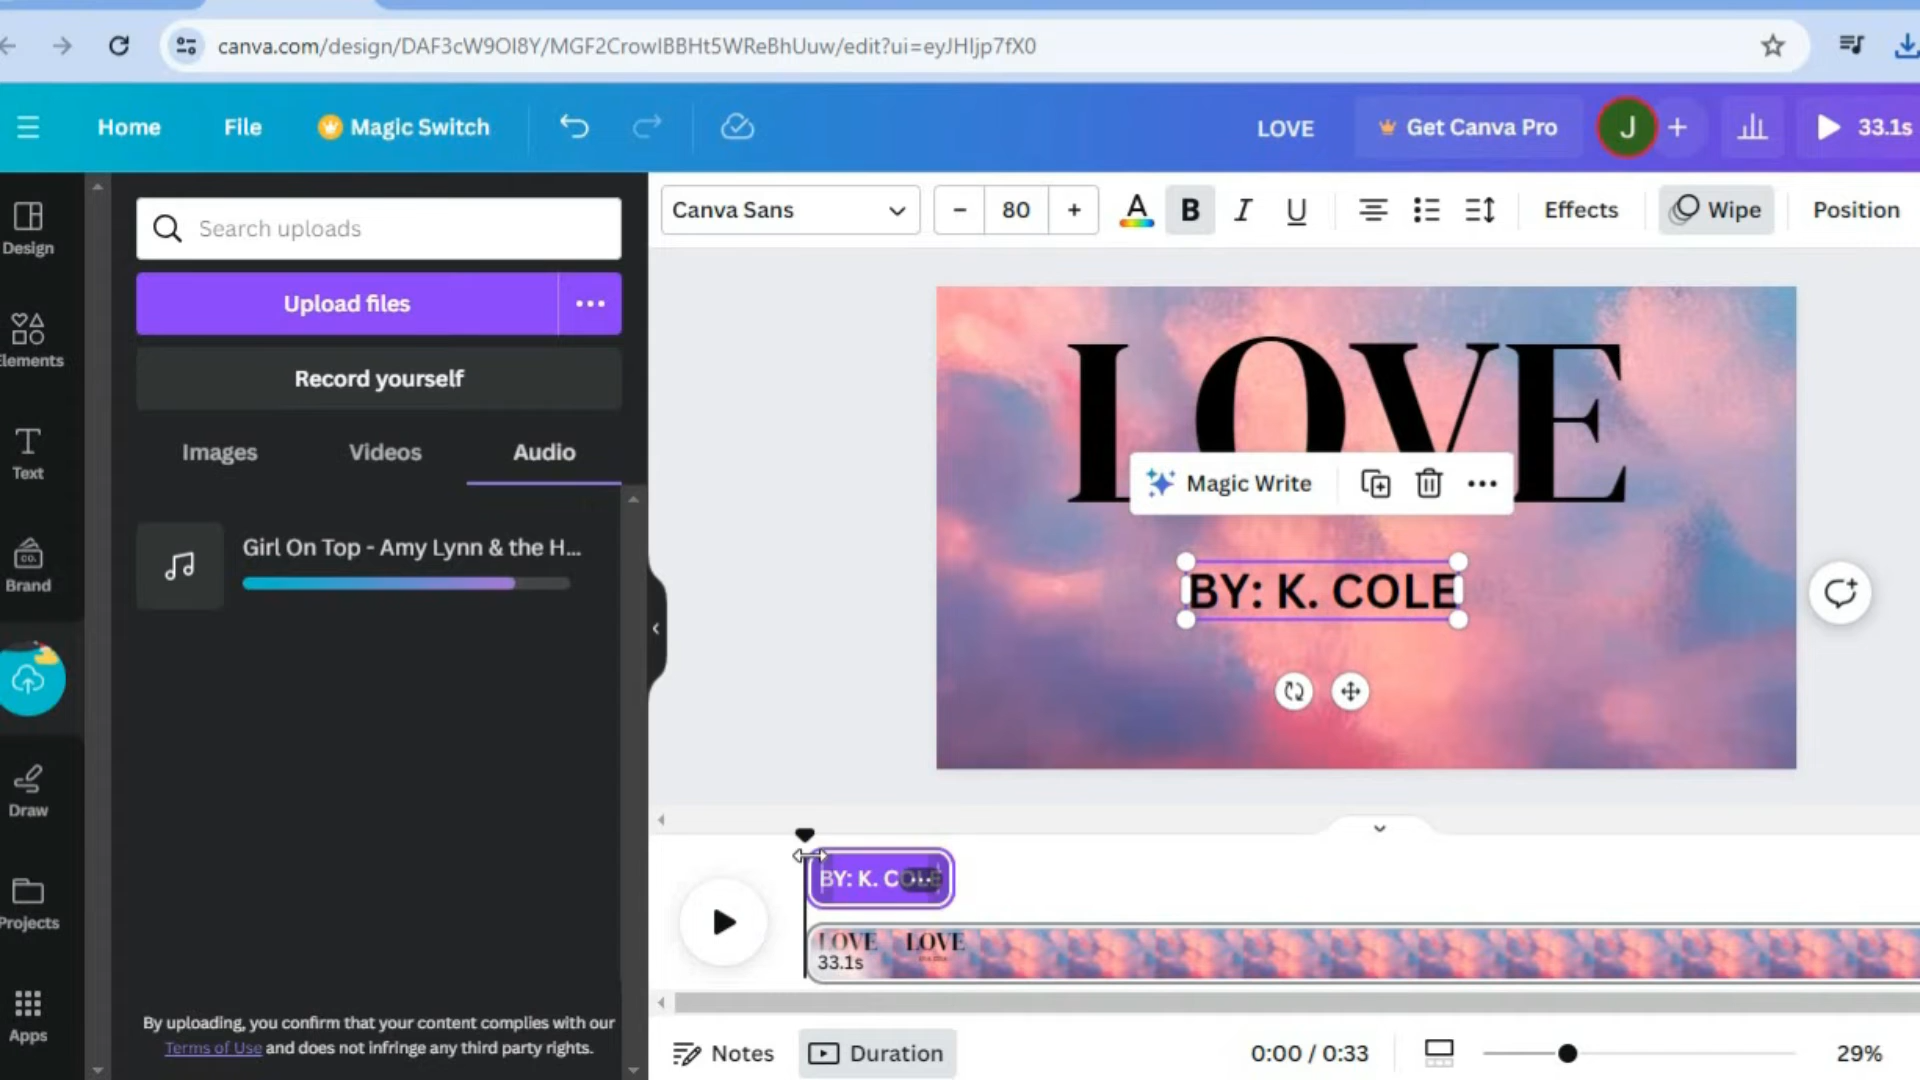 canva.com/design/DAF3cW9OI8Y/MGF2CrowIBBHt5WReBhUuw/edit?ui=eyJHIjp7fX0
Home
File
Magic Switch
LOVE
Get Canva Pro
J
33.1s
Design
Elements
Text
CO.
Brand
Draw
Projects
Apps
Search uploads
Upload files
Record yourself
Images
Videos
Audio
Girl On Top - Amy Lynn & the H...
By uploading, you confirm that your content complies with our
Terms of Use and does not infringe any third party rights.
Canva Sans
80
A
B
I
U
Effects
Wipe
Position
LOVE
Magic Write
BY: K. COLE
BY: K. COLE
LOVE
LOVE
33.1s
Notes
Duration
0:00 / 0:33
29%